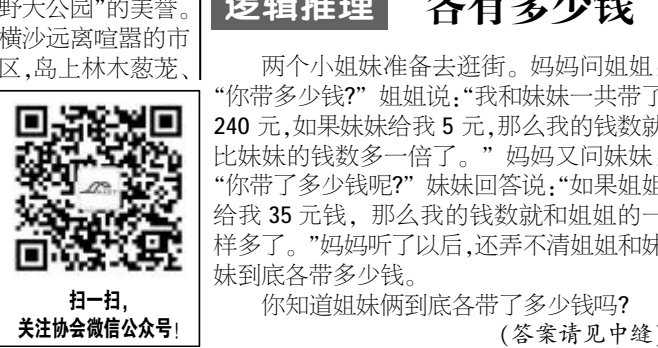 野大公园”的美誉。
横沙远离喧嚣的市
区,岛上林木葱茏、
扫一扫,
关注协会微信公众号!
逻辑推理 各有多少钱
两个小姐妹准备去逛街。妈妈问姐姐:
“你带多少钱?”姐姐说:“我和妹妹一共带了
240 元,如果妹妹给我 5 元,那么我的钱数就
比妹妹的钱数多一倍了。”妈妈又问妹妹:
“你带了多少钱呢?”妹妹回答说:“如果姐姐
给我 35 元钱, 那么我的钱数就和姐姐的一
样多了。”妈妈听了以后,还弄不清姐姐和妹
妹到底各带多少钱。
你知道姐妹俩到底各带了多少钱吗?
(答案请见中缝)